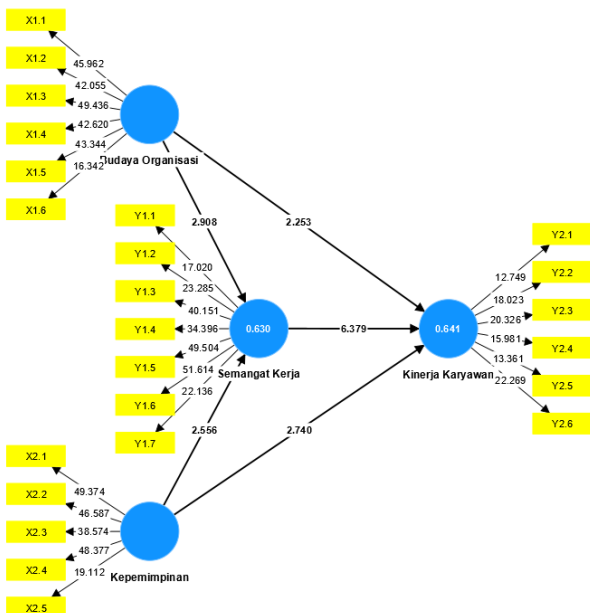 X1.1
X1.2
X1.3
X1.4
X1.5
X1.6
45.962
42.055
49.436
42.620
43.344
16.342
Budaya Organisasi
2.908
2.253
Y1.1
Y1.2
Y1.3
Y1.4
Y1.5
Y1.6
Y1.7
17.020
23.285
40.151
34.396
49.504
51.614
22.136
0.630
Semangat Kerja
6.379
0.641
Kinerja Karyawan
Y2.1
Y2.2
Y2.3
Y2.4
Y2.5
Y2.6
12.749
18.023
20.326
15.981
13.361
22.269
2.556
2.740
X2.1
X2.2
X2.3
X2.4
X2.5
49.374
46.587
38.574
48.377
19.112
Kepemimpinan